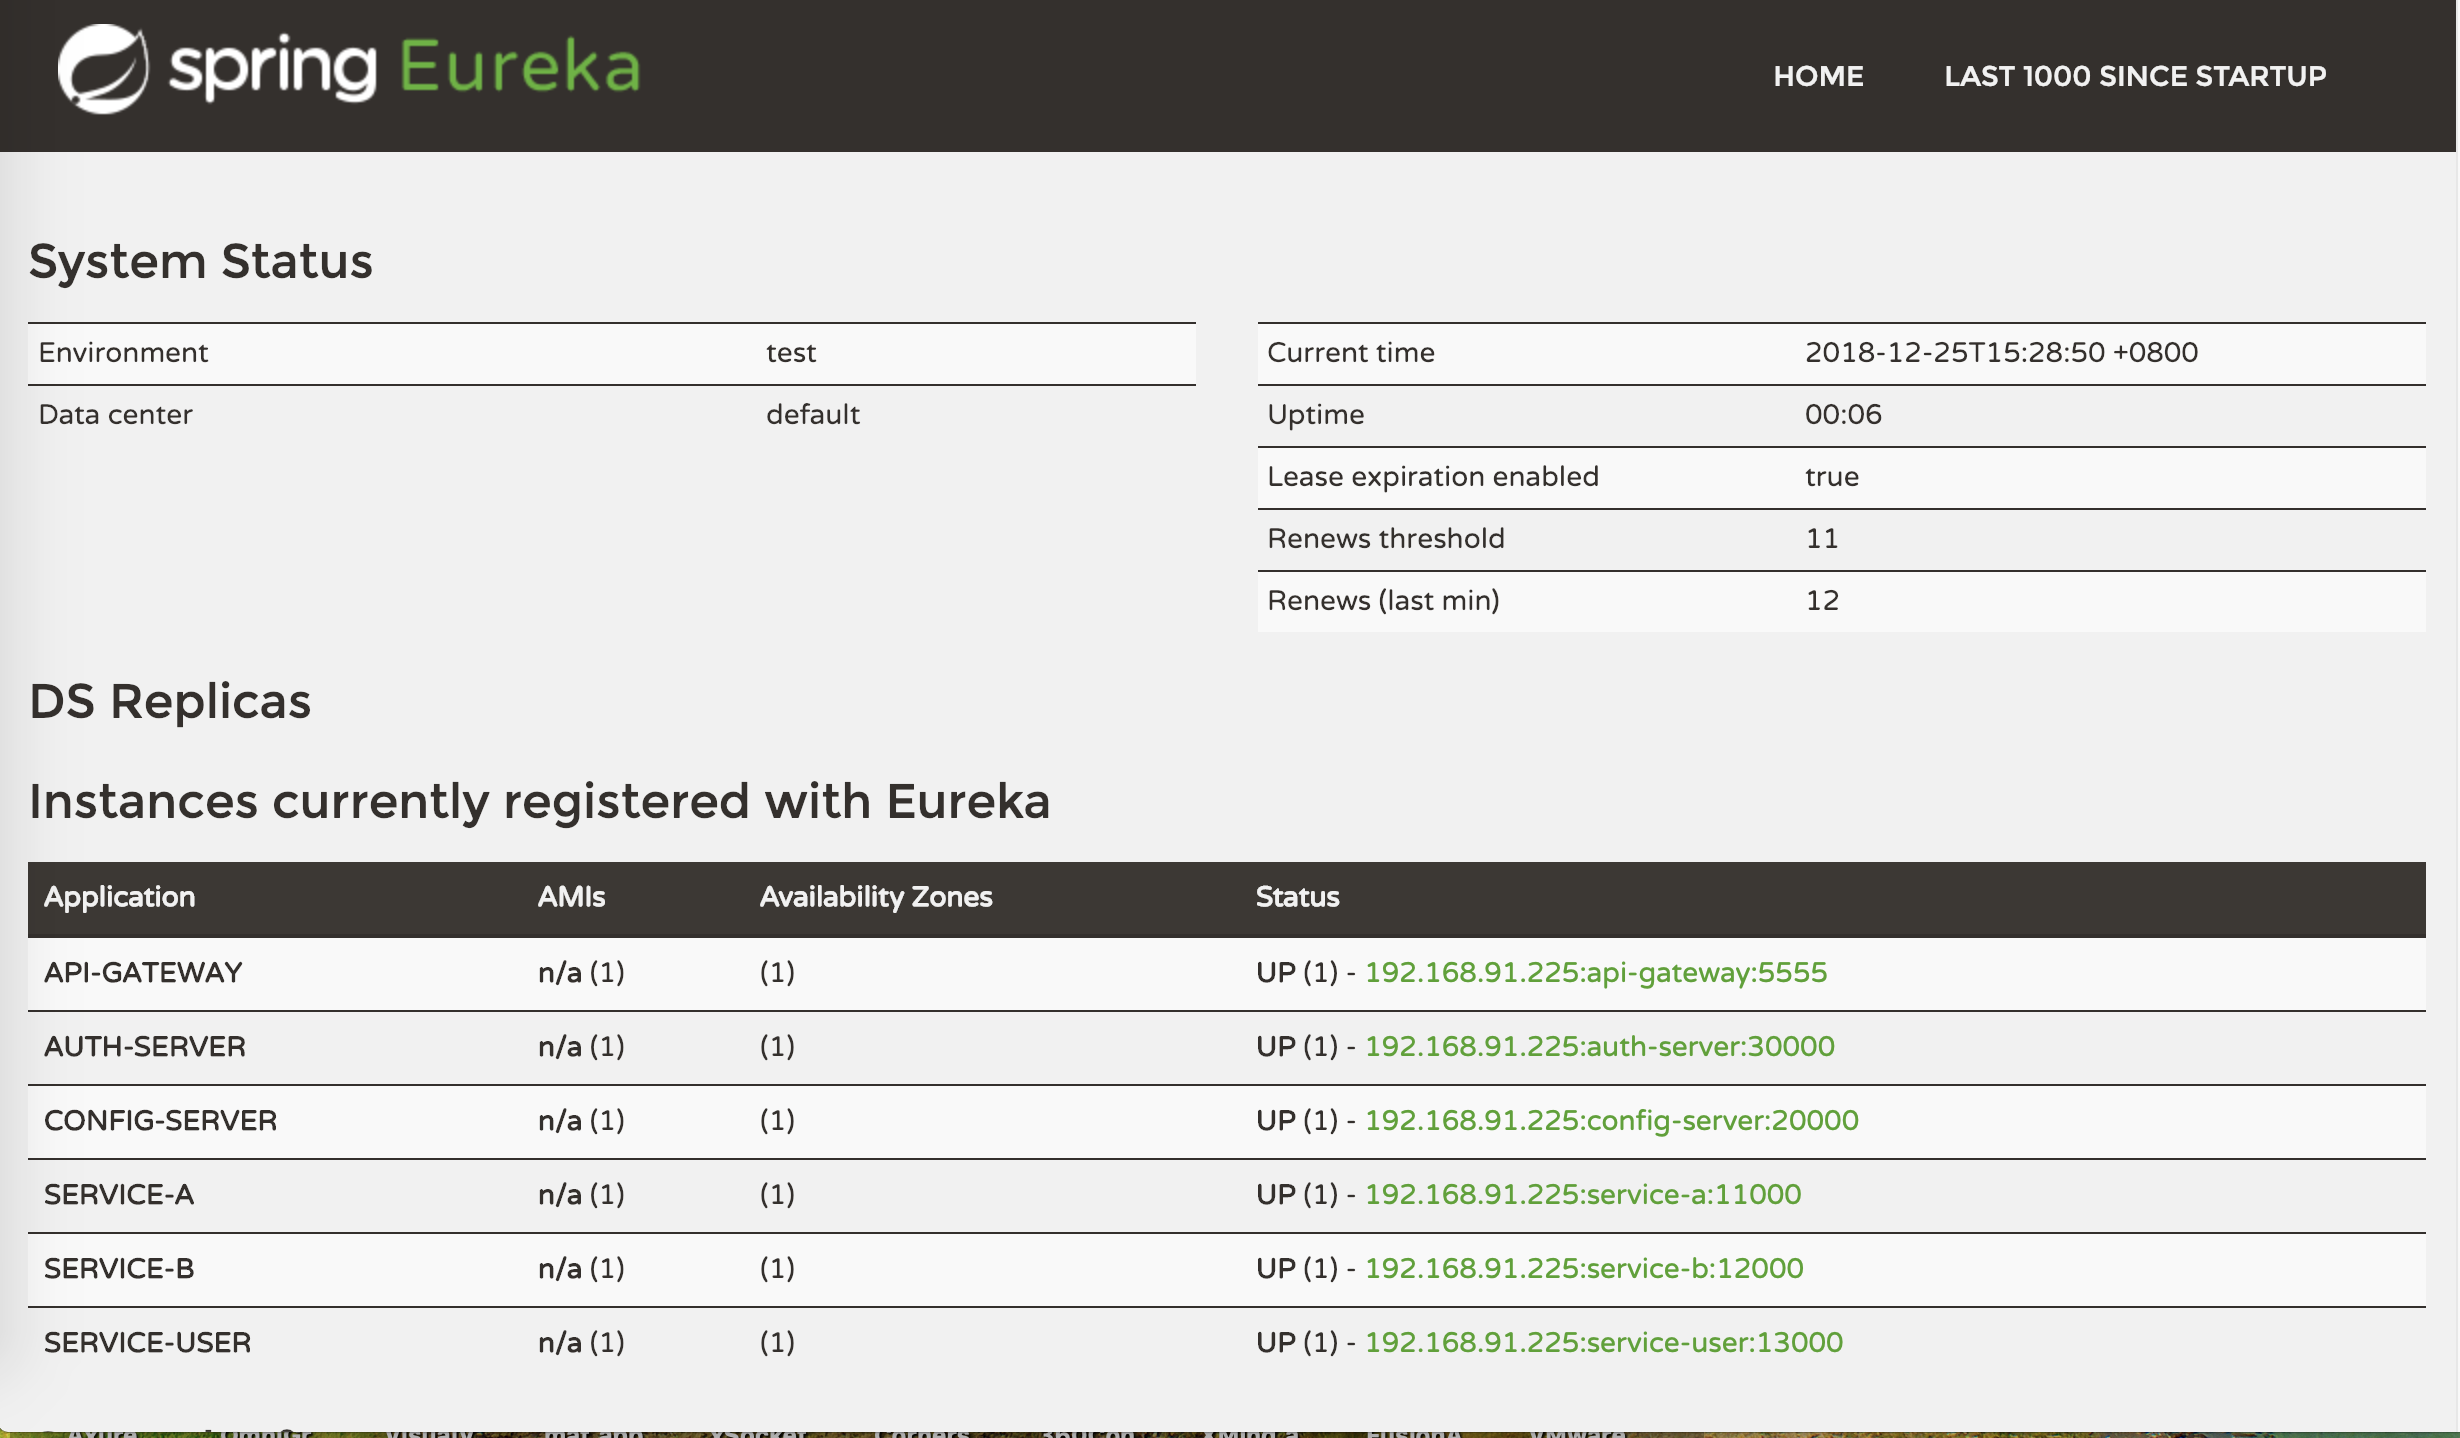 spring Eureka
HOME LAST 1000 SINCE STARTUP
System Status
Environment test
Data center default
Current time 2018-12-25T15:28:50 +0800
Uptime 00:06
Lease expiration enabled true
Renews threshold 11
Renews (last min) 12
DS Replicas
Instances currently registered with Eureka
Application AMIs Availability Zones Status
API-GATEWAY n/a (1) (1) UP (1) - 192.168.91.225:api-gateway:5555
AUTH-SERVER n/a (1) (1) UP (1) - 192.168.91.225:auth-server:30000
CONFIG-SERVER n/a (1) (1) UP (1) - 192.168.91.225:config-server:20000
SERVICE-A n/a (1) (1) UP (1) - 192.168.91.225:service-a:11000
SERVICE-B n/a (1) (1) UP (1) - 192.168.91.225:service-b:12000
SERVICE-USER n/a (1) (1) UP (1) - 192.168.91.225:service-user:13000